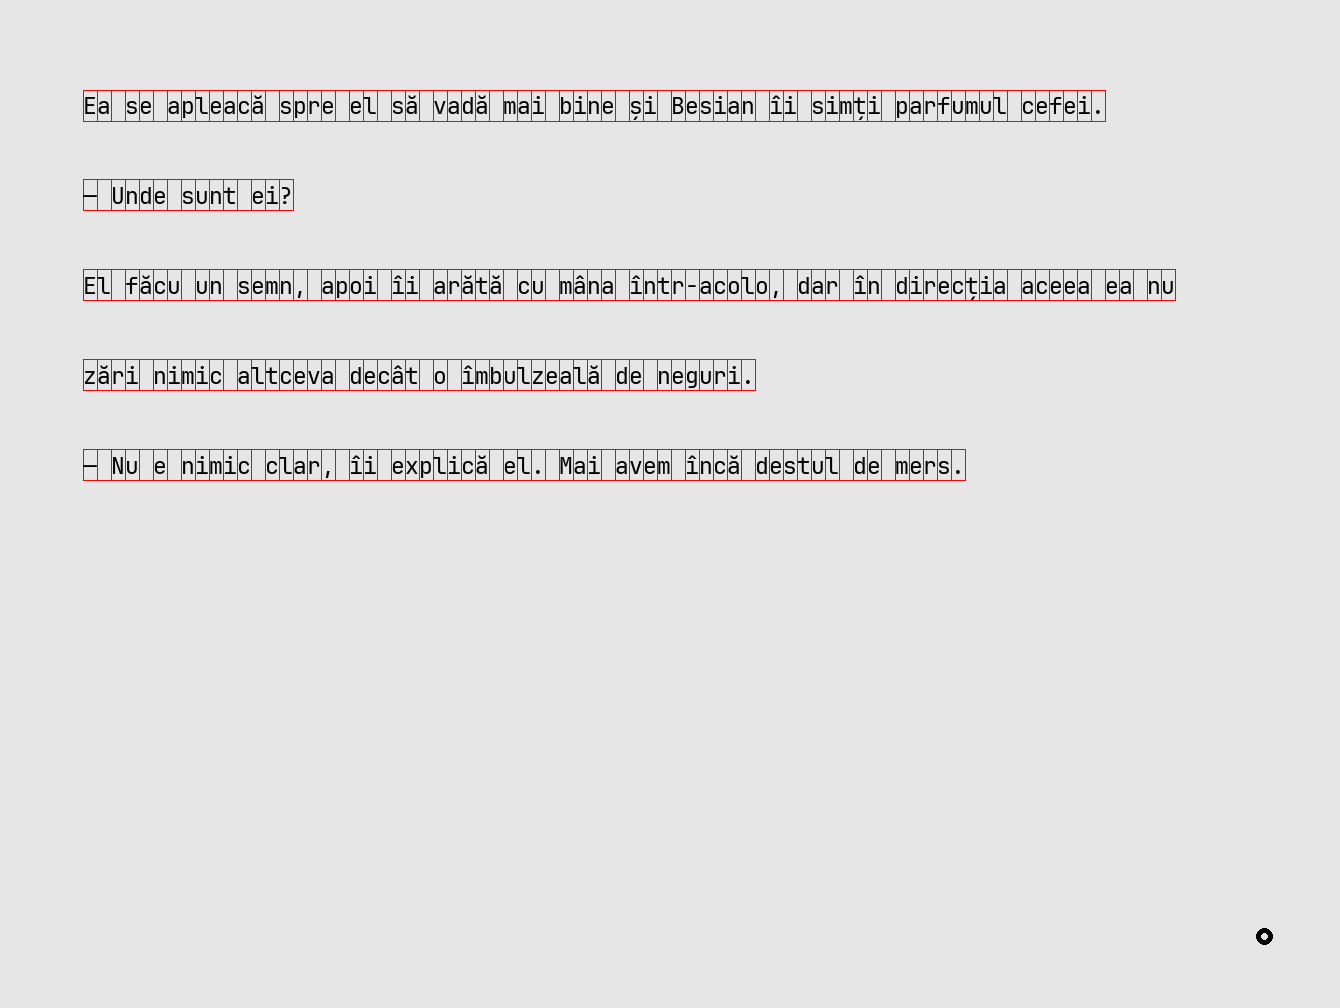 Ea se apleacă spre el să vadă mai bine și Besian îi simți parfumul cefei.
— Unde sunt ei?
El făcu un semn, apoi îi arătă cu mâna într-acolo, dar în direcția aceea ea nu
zări nimic altceva decât o îmbulzeală de neguri.
— Nu e nimic clar, îi explică el. Mai avem încă destul de mers.